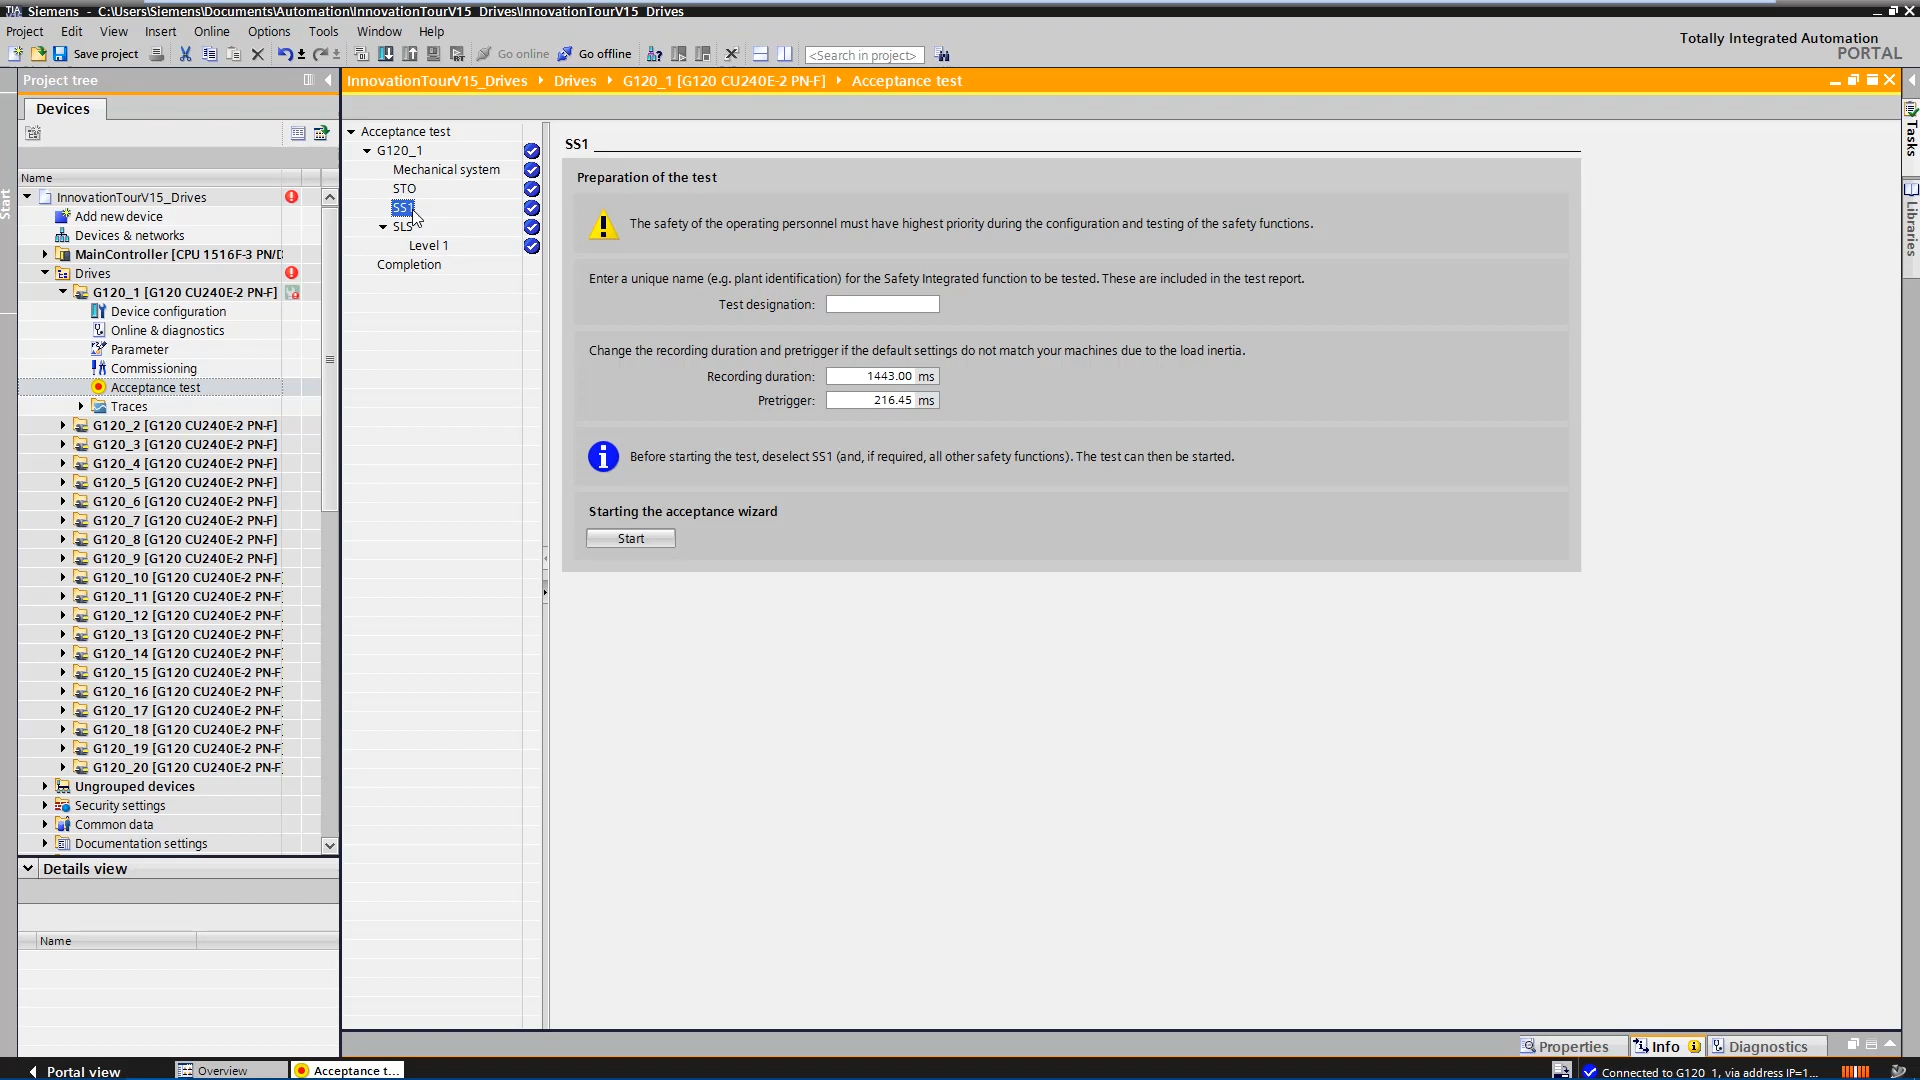 Siemens - C:\Users\Siemens\Documents\Automation\InnovationTourV15_Drives\InnovationTourV15_Drives
Project Edit View Insert Online Options Tools Window Help
Totally Integrated Automation
PORTAL
Save project
Go online
Go offline
<Search in project>
Project tree
InnovationTourV15_Drives
Drives
G120_1 [G120 CU240E-2 PN-F]
Acceptance test
Devices
Name
InnovationTourV15_Drives
Add new device
Devices & networks
MainController [CPU 1516F-3 PN/D
Drives
G120_1 [G120 CU240E-2 PN-F]
Device configuration
Online & diagnostics
Parameter
Commissioning
Acceptance test
Traces
G120_2 [G120 CU240E-2 PN-F]
G120_3 [G120 CU240E-2 PN-F]
G120_4 [G120 CU240E-2 PN-F]
G120_5 [G120 CU240E-2 PN-F]
G120_6 [G120 CU240E-2 PN-F]
G120_7 [G120 CU240E-2 PN-F]
G120_8 [G120 CU240E-2 PN-F]
G120_9 [G120 CU240E-2 PN-F]
G120_10 [G120 CU240E-2 PN-F
G120_11 [G120 CU240E-2 PN-F
G120_12 [G120 CU240E-2 PN-F
G120_13 [G120 CU240E-2 PN-F
G120_14 [G120 CU240E-2 PN-F
G120_15 [G120 CU240E-2 PN-F
G120_16 [G120 CU240E-2 PN-F
G120_17 [G120 CU240E-2 PN-F
G120_18 [G120 CU240E-2 PN-F
G120_19 [G120 CU240E-2 PN-F
G120_20 [G120 CU240E-2 PN-F
Ungrouped devices
Security settings
Common data
Documentation settings
Details view
Name
Start
Acceptance test
G120_1
Mechanical system
STO
SS1
SLS
Level 1
Completion
SS1
Preparation of the test
The safety of the operating personnel must have highest priority during the configuration and testing of the safety functions.
Enter a unique name (e.g. plant identification) for the Safety Integrated function to be tested. These are included in the test report.
Test designation:
Change the recording duration and pretrigger if the default settings do not match your machines due to the load inertia.
Recording duration: 1443.00 ms
Pretrigger: 216.45 ms
Before starting the test, deselect SS1 (and, if required, all other safety functions). The test can then be started.
Starting the acceptance wizard
Start
Tasks
Libraries
Properties
Info
Diagnostics
Portal view
Overview
Acceptance t...
Connected to G120_1, via address IP=1...